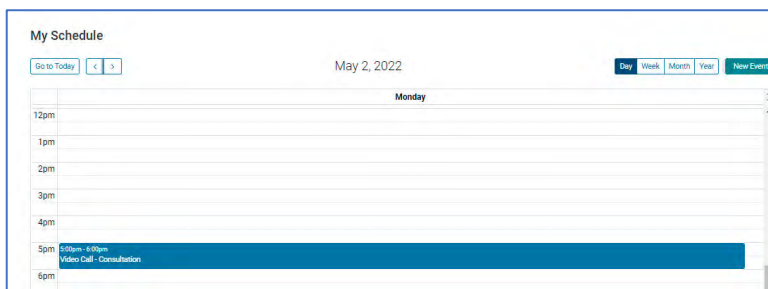 My Schedule
Go to Today < > May 2, 2022 Day Week Month Year New Event
Monday
12pm
1pm
2pm
3pm
4pm
5pm 5:00pm - 6:00pm
Video Call - Consultation
6pm